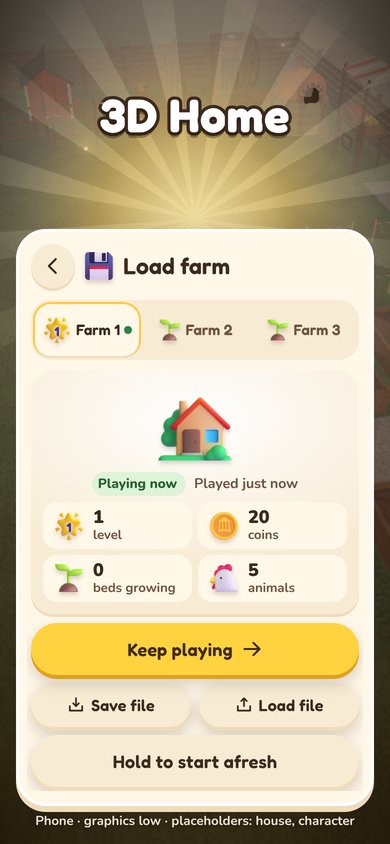 3D Home
Load farm
1 Farm 1
Farm 2
Farm 3
Playing now Played just now
1 1
level
20
coins
0
beds growing
5
animals
Keep playing →
Save file
Load file
Hold to start afresh
Phone · graphics low · placeholders: house, character